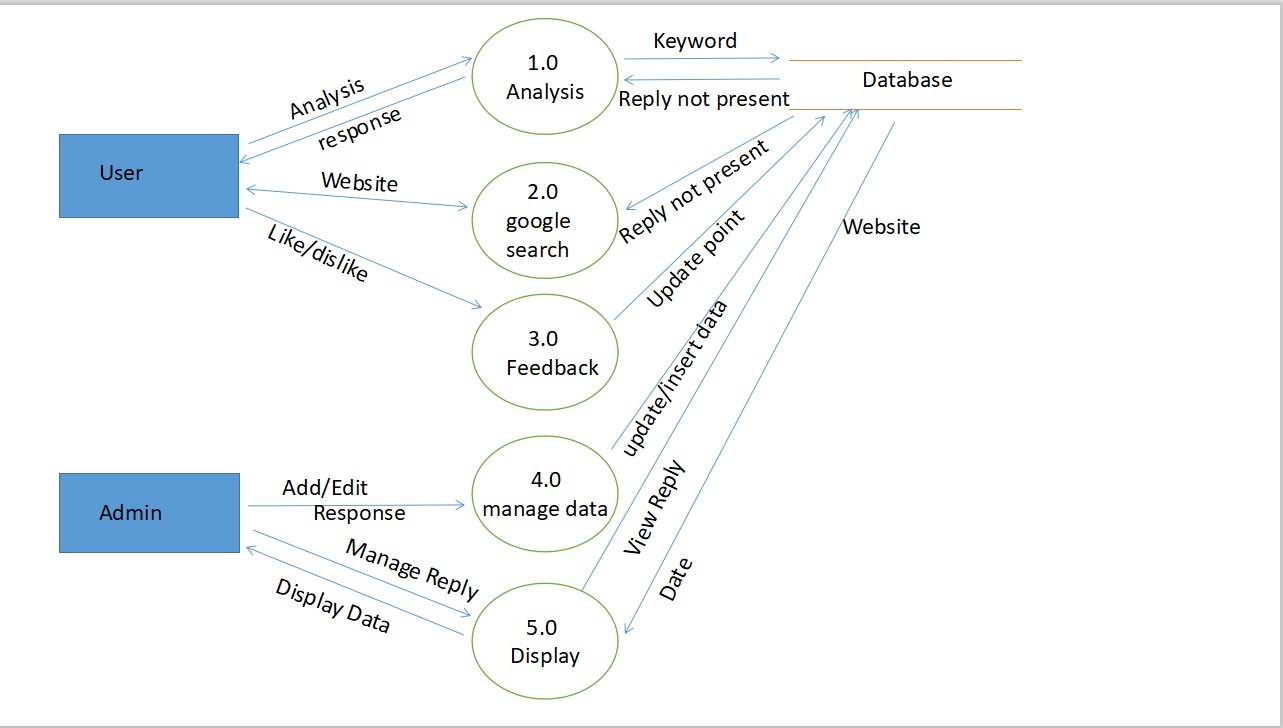 1.0
Analysis
Keyword
Database
Reply not present
Analysis
response
User
Website
2.0
google
search
Reply not present
Like/dislike
Update point
Website
3.0
Feedback
update/insert data
Admin
Add/Edit
Response
4.0
manage data
View Reply
Manage Reply
Display Data
Date
5.0
Display